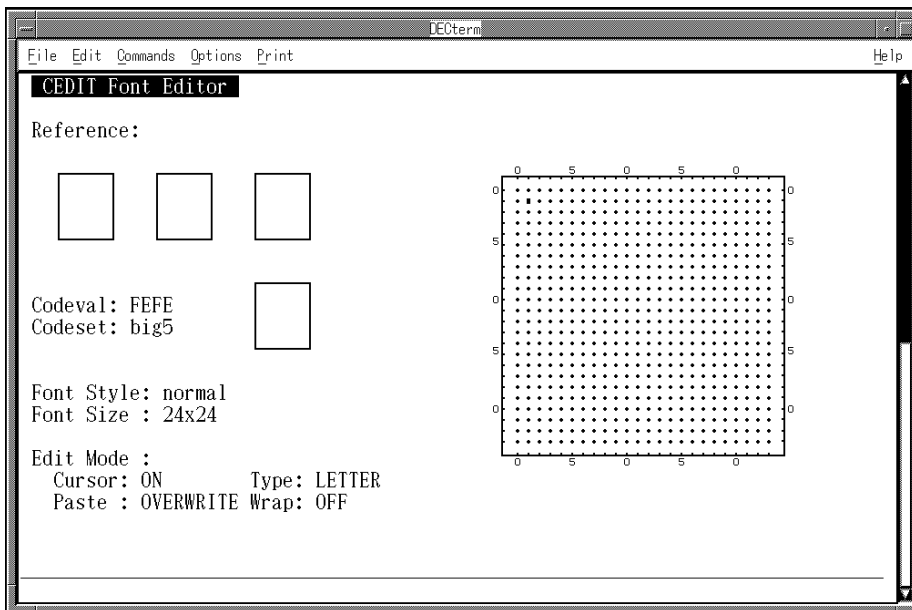 DECterm
File Edit Commands Options Print Help
CEDIT Font Editor
Reference:
0 5 0 5 0
0 0
5 5
0 0
5 5
0 0
0 5 0 5 0
Codeval: FEFE
Codeset: big5
Font Style: normal
Font Size : 24x24
Edit Mode :
Cursor: ON Type: LETTER
Paste : OVERWRITE Wrap: OFF